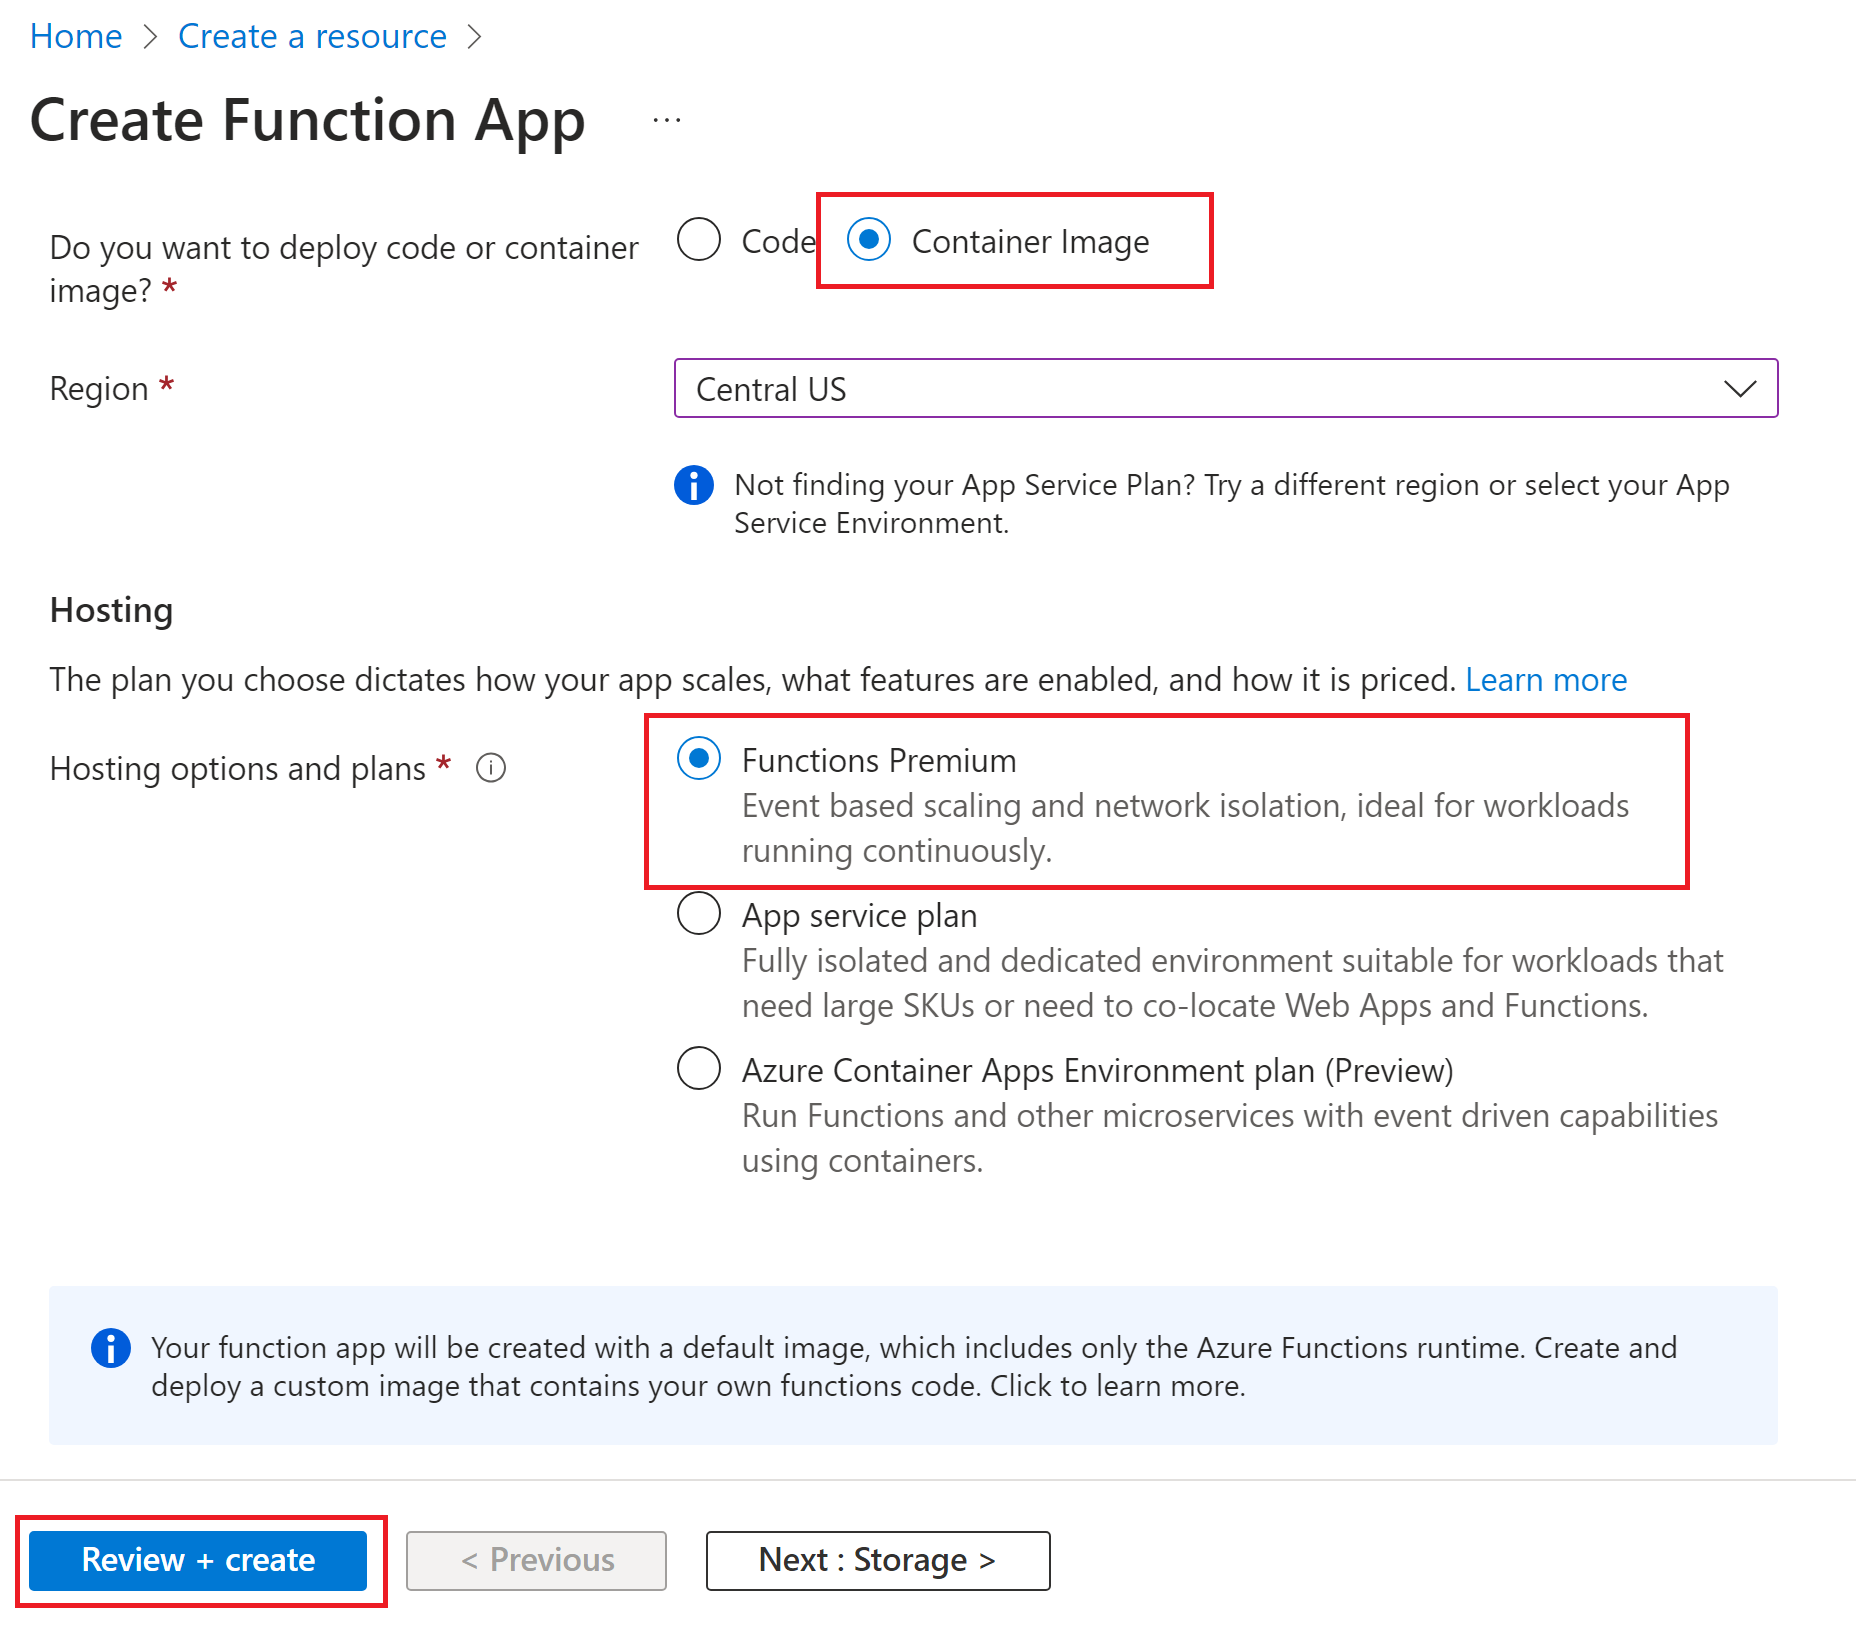 Home > Create a resource >
Create Function App ...
Do you want to deploy code or container
image? *
Code
Container Image
Region *
Central US
Not finding your App Service Plan? Try a different region or select your App
Service Environment.
Hosting
The plan you choose dictates how your app scales, what features are enabled, and how it is priced. Learn more
Hosting options and plans *
Functions Premium
Event based scaling and network isolation, ideal for workloads
running continuously.
App service plan
Fully isolated and dedicated environment suitable for workloads that
need large SKUs or need to co-locate Web Apps and Functions.
Azure Container Apps Environment plan (Preview)
Run Functions and other microservices with event driven capabilities
using containers.
Your function app will be created with a default image, which includes only the Azure Functions runtime. Create and
deploy a custom image that contains your own functions code. Click to learn more.
Review + create
< Previous
Next : Storage >